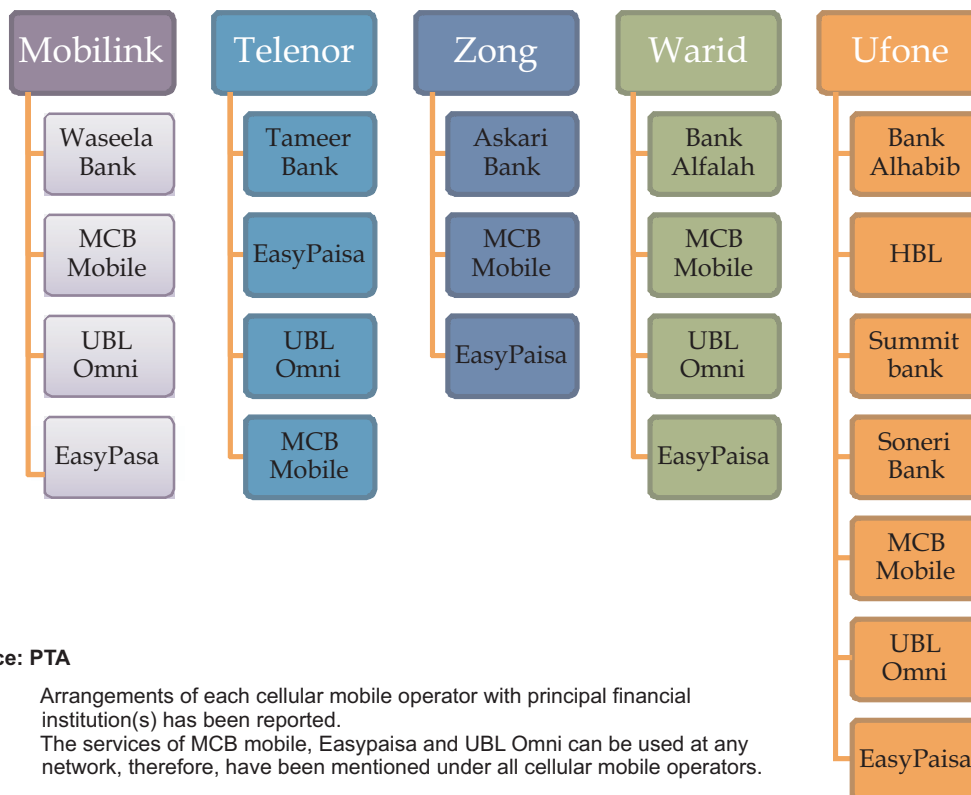 Mobilink
Waseela
Bank
MCB
Mobile
UBL
Omni
EasyPasa
Telenor
Tameer
Bank
EasyPaisa
UBL
Omni
MCB
Mobile
Zong
Askari
Bank
MCB
Mobile
EasyPaisa
Warid
Bank
Alfalah
MCB
Mobile
UBL
Omni
EasyPaisa
Ufone
Bank
Alhabib
HBL
Summit
bank
Soneri
Bank
MCB
Mobile
UBL
Omni
EasyPaisa
ce: PTA
Arrangements of each cellular mobile operator with principal financial
institution(s) has been reported.
The services of MCB mobile, Easypaisa and UBL Omni can be used at any
network, therefore, have been mentioned under all cellular mobile operators.